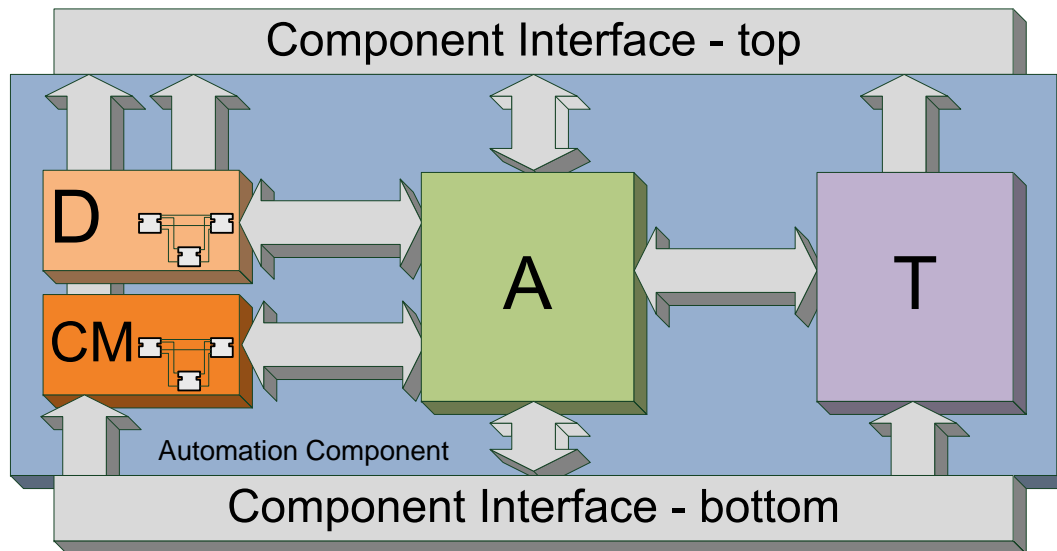 Component Interface - top
D
A
T
CM
Automation Component
Component Interface - bottom